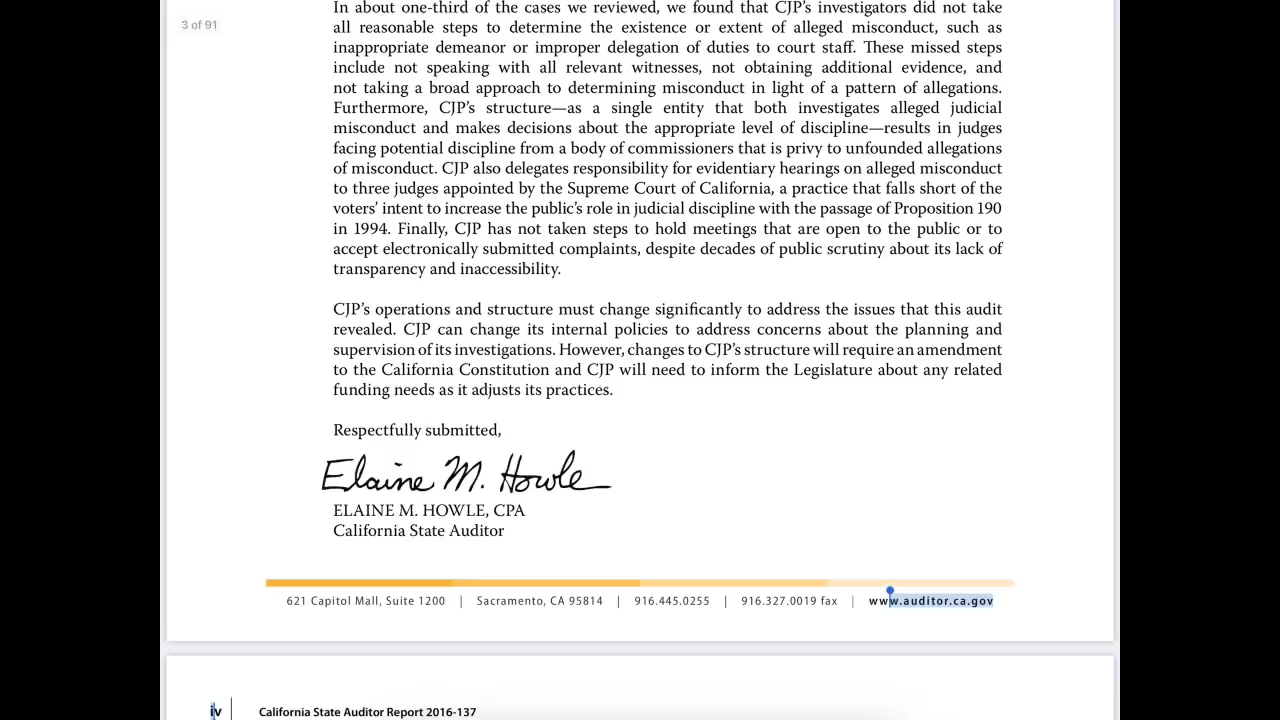 In about one-third of the cases we reviewed, we found that CJP's investigators did not take
3 of 91
all reasonable steps to determine the existence or extent of alleged misconduct, such as
inappropriate demeanor or improper delegation of duties to court staff. These missed steps
include not speaking with all relevant witnesses, not obtaining additional evidence, and
not taking a broad approach to determining misconduct in light of a pattern of allegations.
Furthermore, CJP's structure—as a single entity that both investigates alleged judicial
misconduct and makes decisions about the appropriate level of discipline—results in judges
facing potential discipline from a body of commissioners that is privy to unfounded allegations
of misconduct. CJP also delegates responsibility for evidentiary hearings on alleged misconduct
to three judges appointed by the Supreme Court of California, a practice that falls short of the
voters' intent to increase the public's role in judicial discipline with the passage of Proposition 190
in 1994. Finally, CJP has not taken steps to hold meetings that are open to the public or to
accept electronically submitted complaints, despite decades of public scrutiny about its lack of
transparency and inaccessibility.
CJP's operations and structure must change significantly to address the issues that this audit
revealed. CJP can change its internal policies to address concerns about the planning and
supervision of its investigations. However, changes to CJP's structure will require an amendment
to the California Constitution and CJP will need to inform the Legislature about any related
funding needs as it adjusts its practices.
Respectfully submitted,
Elaine M. Howle
ELAINE M. HOWLE, CPA
California State Auditor
621 Capitol Mall, Suite 1200 | Sacramento, CA 95814 | 916.445.0255 | 916.327.0019 fax | www.auditor.ca.gov
iv California State Auditor Report 2016-137